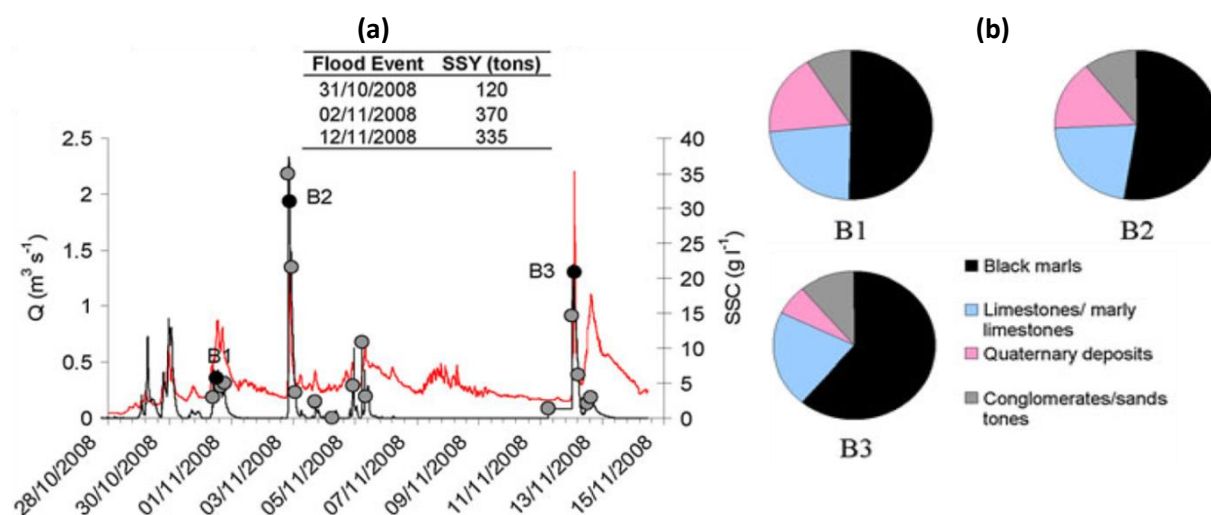 (a)
Flood Event SSY (tons)
31/10/2008 120
02/11/2008 370
12/11/2008 335
2.5
2
1.5
1
0.5
0
Q (m³ s⁻¹)
40
35
30
25
20
15
10
5
0
SSC (g l⁻¹)
B1
B2
B3
28/10/2008
30/10/2008
01/11/2008
03/11/2008
05/11/2008
07/11/2008
09/11/2008
11/11/2008
13/11/2008
15/11/2008
(b)
B1
B2
B3
Black marls
Limestones/ marly
limestones
Quaternary deposits
Conglomerates/sands
tones